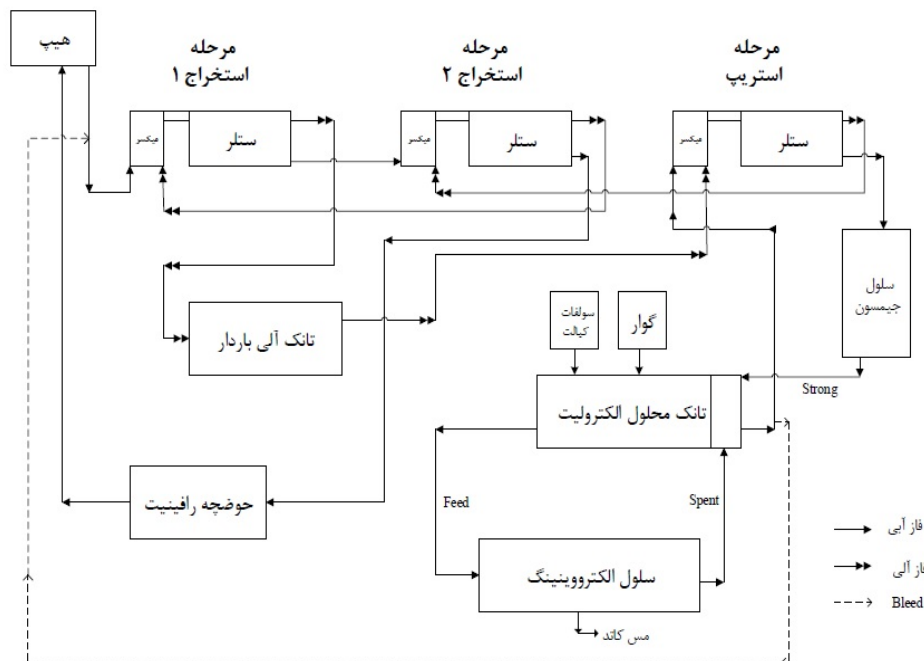 هیپ
مرحله
استخراج ۱
مرحله
استخراج ۲
مرحله
استریپ
میکسر
ستلر
میکسر
ستلر
میکسر
ستلر
سلول
جیمسون
تانک آلی باردار
سولفات
کبالت
گوار
Strong
تانک محلول الکترولیت
حوضچه رافینیت
Feed
Spent
فاز آبی
سلول الکترووینینگ
فاز آلی
Bleed
مس کاتد